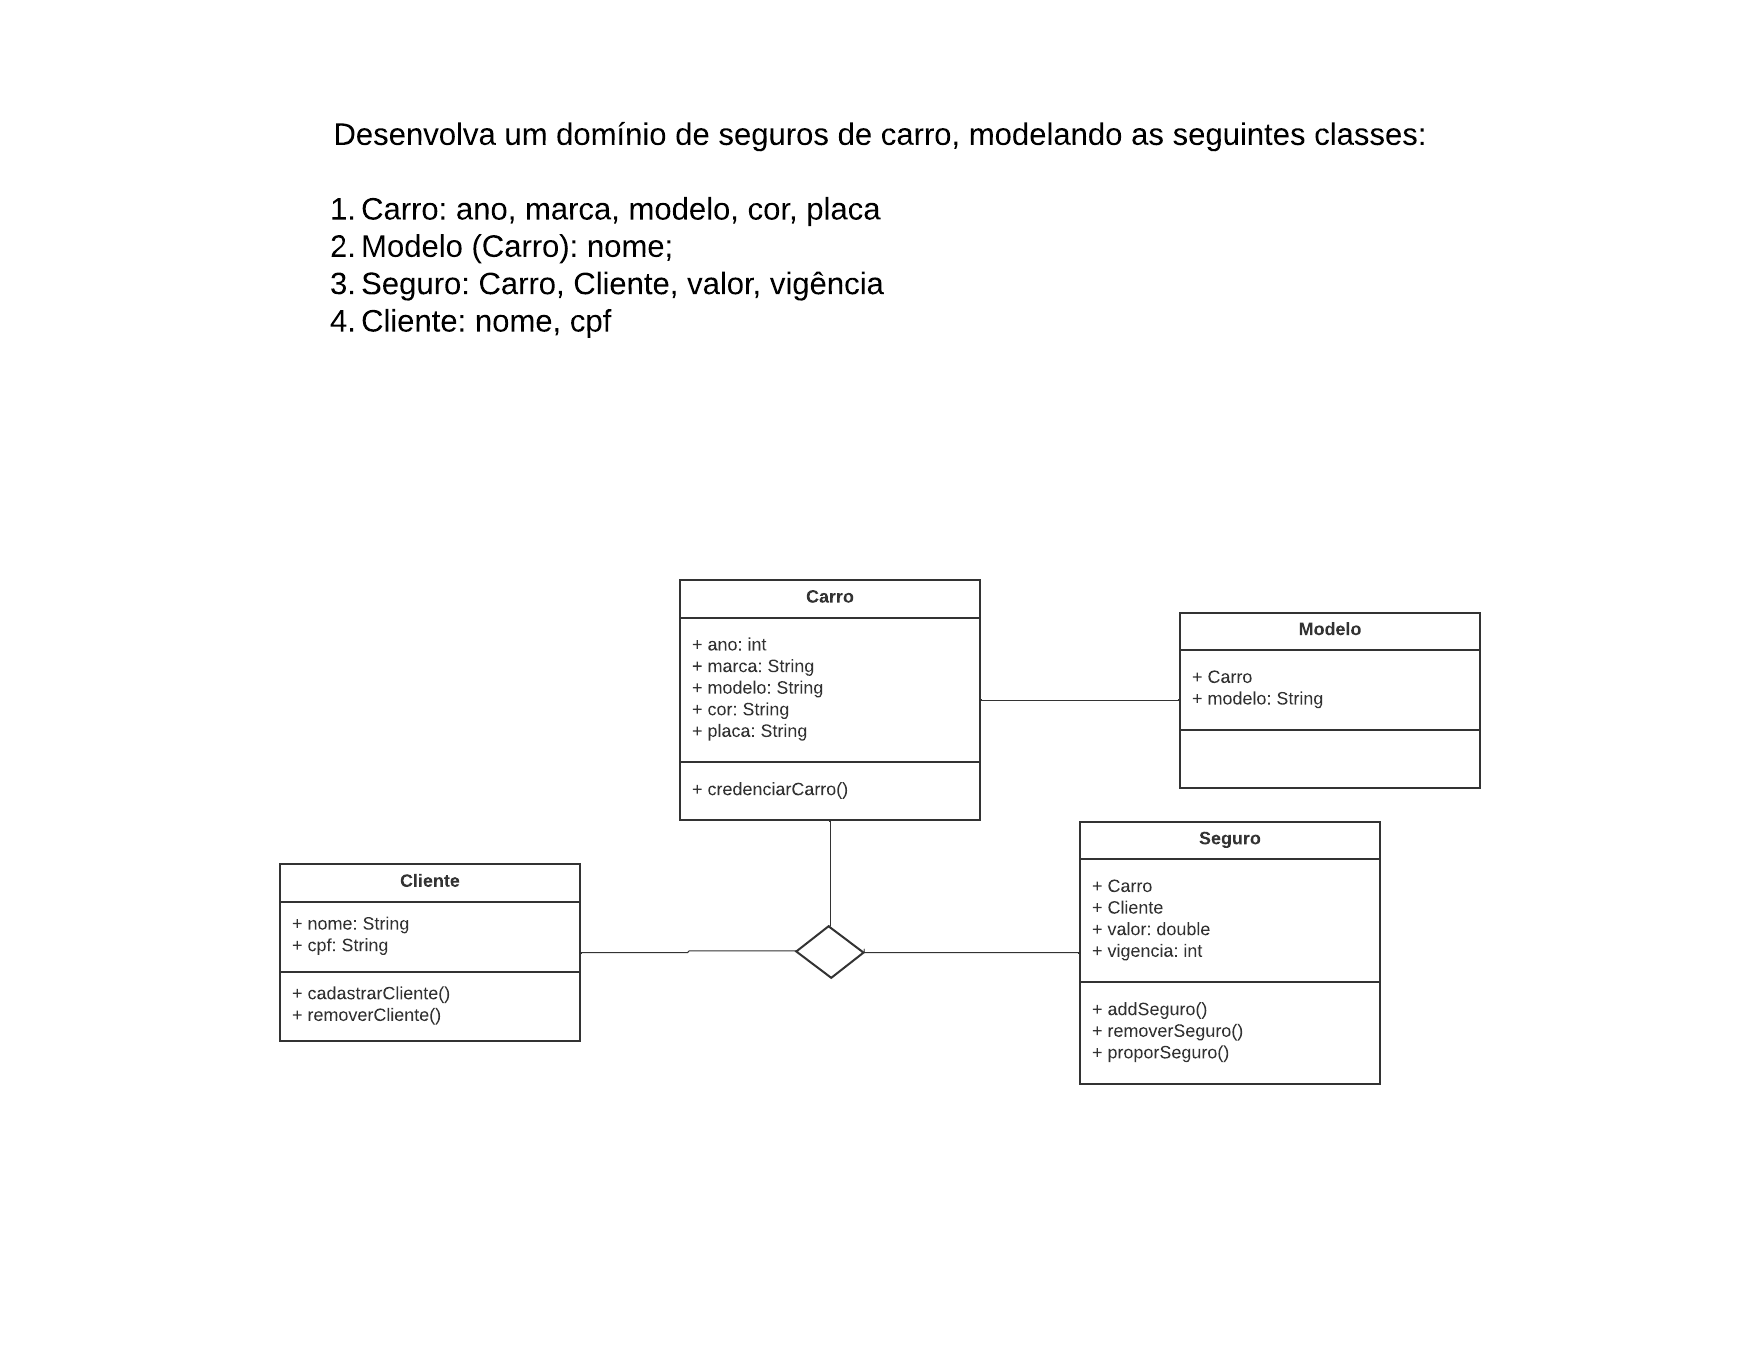 Desenvolva um domínio de seguros de carro, modelando as seguintes classes:
1. Carro: ano, marca, modelo, cor, placa
2. Modelo (Carro): nome;
3. Seguro: Carro, Cliente, valor, vigência
4. Cliente: nome, cpf
Carro
+ ano: int
+ marca: String
+ modelo: String
+ cor: String
+ placa: String
+ credenciarCarro()
Modelo
+ Carro
+ modelo: String
Cliente
+ nome: String
+ cpf: String
+ cadastrarCliente()
+ removerCliente()
Seguro
+ Carro
+ Cliente
+ valor: double
+ vigencia: int
+ addSeguro()
+ removerSeguro()
+ proporSeguro()